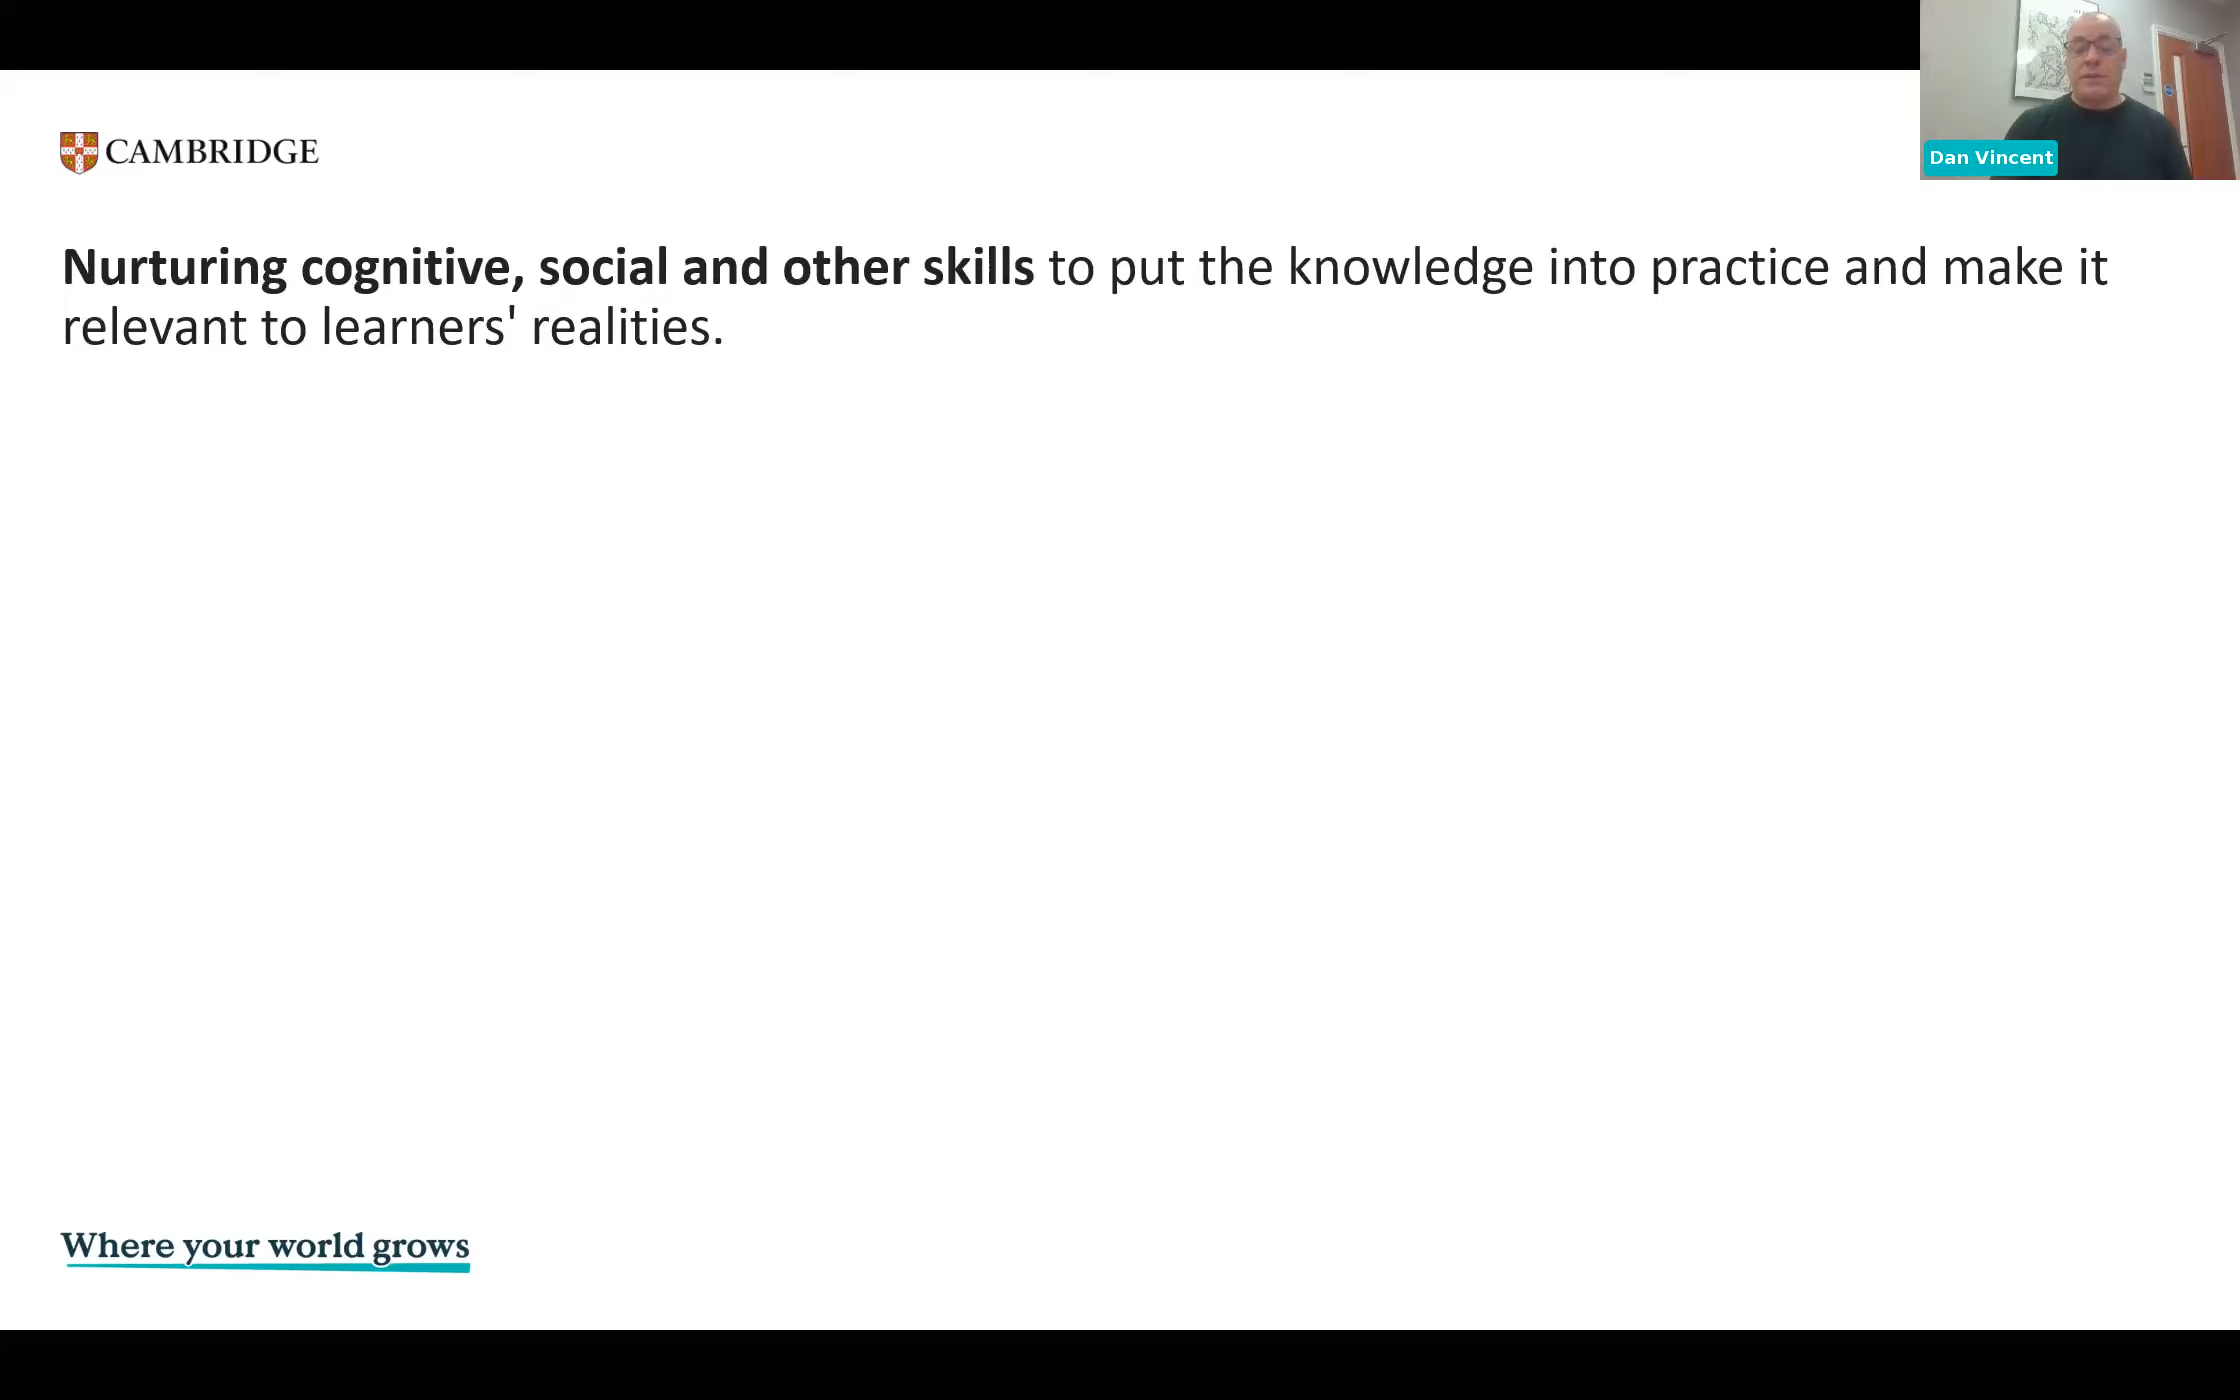 CAMBRIDGE
Dan Vincent
Nurturing cognitive, social and other skills to put the knowledge into practice and make it
relevant to learners' realities.
Where your world grows